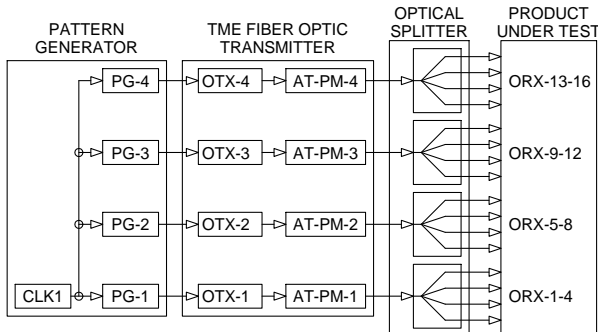 PATTERN
GENERATOR
TME FIBER OPTIC
TRANSMITTER
OPTICAL
SPLITTER
PRODUCT
UNDER TEST
PG-4
OTX-4
AT-PM-4
ORX-13-16
PG-3
OTX-3
AT-PM-3
ORX-9-12
PG-2
OTX-2
AT-PM-2
ORX-5-8
CLK1
PG-1
OTX-1
AT-PM-1
ORX-1-4